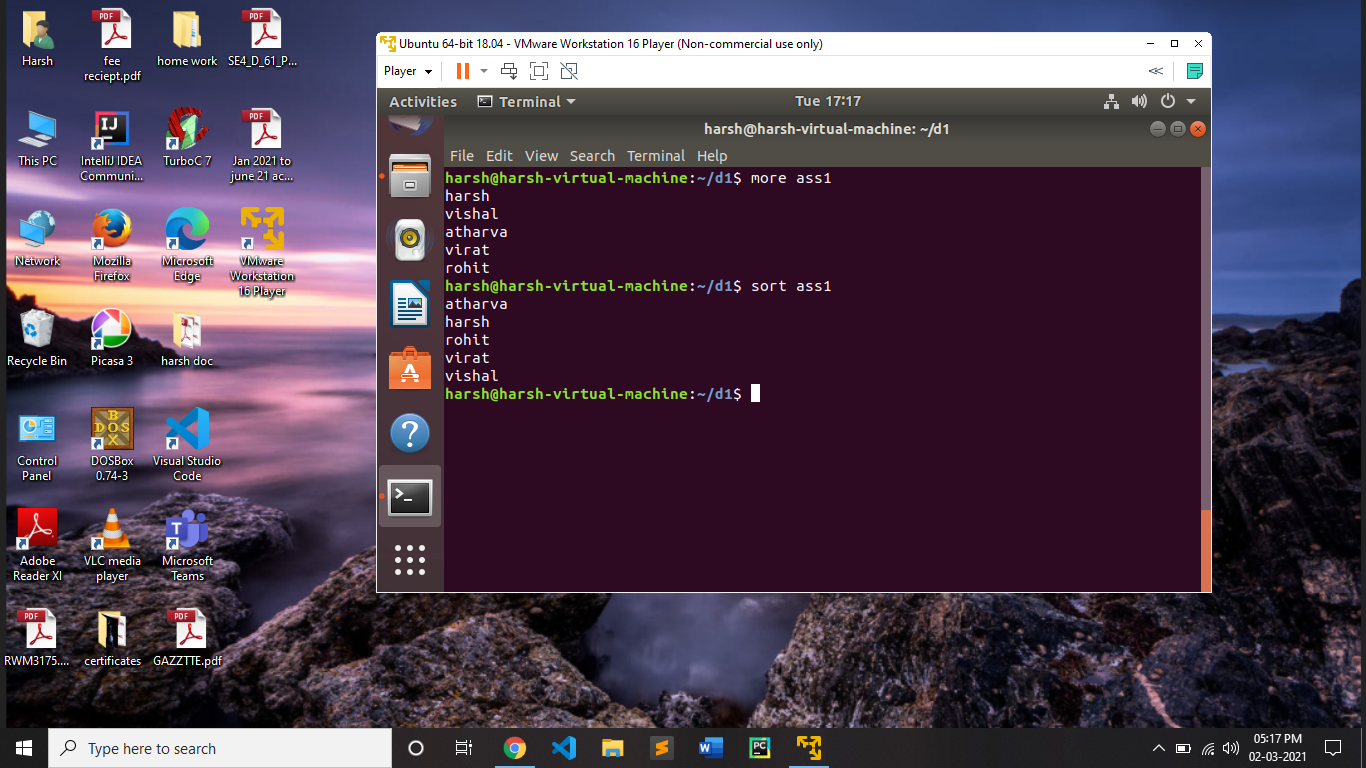 Harsh
fee
reciept.pdf
home work
SE4_D_61_P...
This PC
IntelliJ IDEA
Communi...
TurboC 7
Jan 2021 to
june 21 ac...
Network
Mozilla
Firefox
Microsoft
Edge
VMware
Workstation
16 Player
Recycle Bin
Picasa 3
harsh doc
Control
Panel
DOSBox
0.74-3
Visual Studio
Code
Adobe
Reader XI
VLC media
player
Microsoft
Teams
RWM3175....
certificates
GAZZTTE.pdf
Ubuntu 64-bit 18.04 - VMware Workstation 16 Player (Non-commercial use only)
Player
Activities
Terminal
Tue 17:17
harsh@harsh-virtual-machine: ~/d1
File Edit View Search Terminal Help
harsh@harsh-virtual-machine:~/d1$ more ass1
harsh
vishal
atharva
virat
rohit
harsh@harsh-virtual-machine:~/d1$ sort ass1
atharva
harsh
rohit
virat
vishal
harsh@harsh-virtual-machine:~/d1$
Type here to search
05:17 PM
02-03-2021